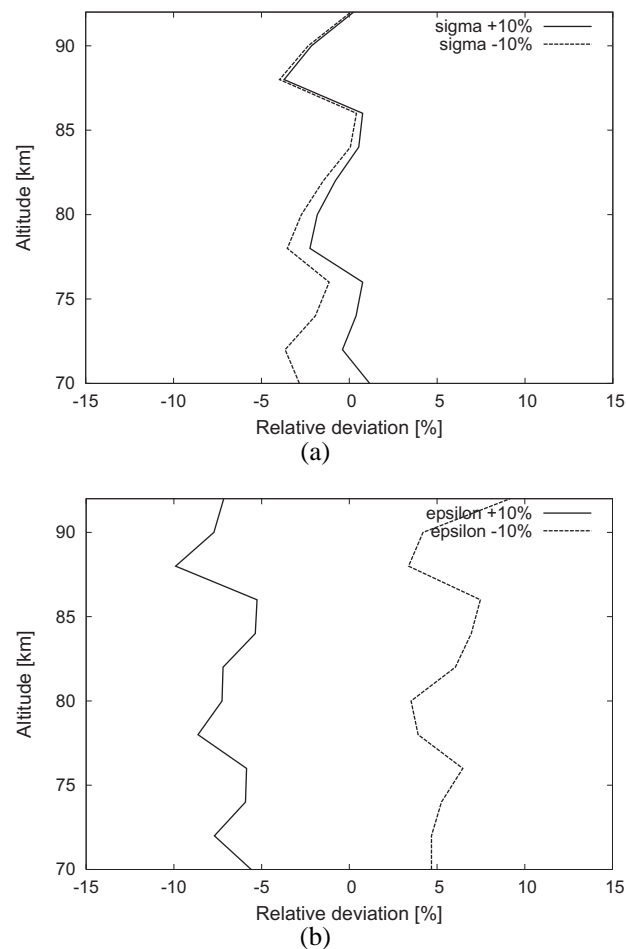 90
85
80
75
70
Altitude [km]
sigma +10%
sigma -10%
-15 -10 -5 0 5 10 15
Relative deviation [%]
(a)
90
85
80
75
70
Altitude [km]
epsilon +10%
epsilon -10%
-15 -10 -5 0 5 10 15
Relative deviation [%]
(b)